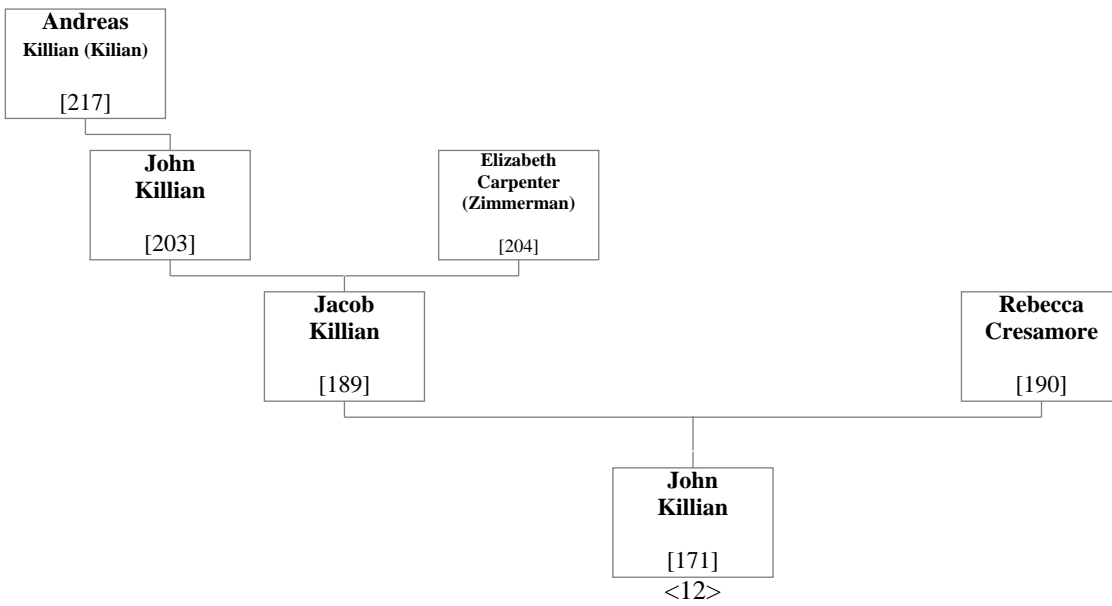 Andreas
Killian (Kilian)
[217]
John
Killian
[203]
Elizabeth
Carpenter
(Zimmerman)
[204]
Jacob
Killian
[189]
Rebecca
Cresamore
[190]
John
Killian
[171]
<12>